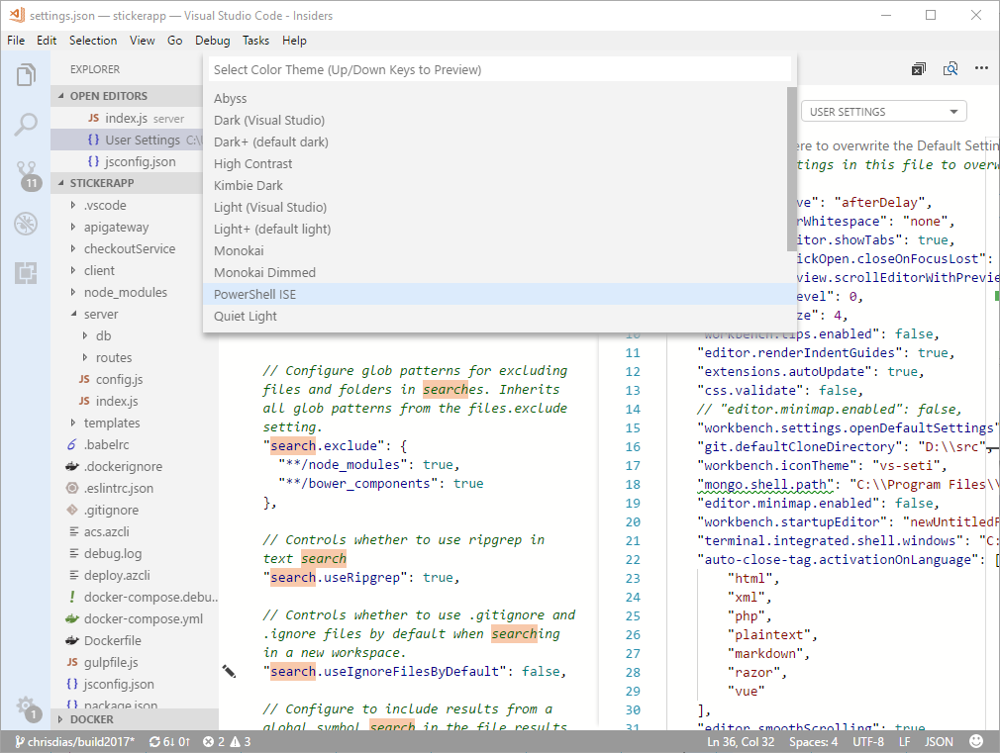 settings.json — stickerapp — Visual Studio Code - Insiders
File Edit Selection View Go Debug Tasks Help
EXPLORER
OPEN EDITORS
JS index.js server
{ } User Settings C:\
{ } jsconfig.json
STICKERAPP
.vscode
apigateway
checkoutService
client
node_modules
server
db
routes
JS config.js
JS index.js
templates
.babelrc
.dockerignore
.eslintrc.json
.gitignore
acs.azcli
debug.log
deploy.azcli
! docker-compose.debu...
docker-compose.yml
Dockerfile
JS gulpfile.js
{ } jsconfig.json
{ } package.json
DOCKER
11
1
Select Color Theme (Up/Down Keys to Preview)
Abyss
Dark (Visual Studio)
Dark+ (default dark)
High Contrast
Kimbie Dark
Light (Visual Studio)
Light+ (default light)
Monokai
Monokai Dimmed
PowerShell ISE
Quiet Light
// Configure glob patterns for excluding
files and folders in searches. Inherits
all glob patterns from the files.exclude
setting.
"search.exclude": {
"**/node_modules": true,
"**/bower_components": true
},
// Controls whether to use ripgrep in
text search
"search.useRipgrep": true,
// Controls whether to use .gitignore and
.ignore files by default when searching
in a new workspace.
"search.useIgnoreFilesByDefault": false,
// Configure to include results from a
global symbol search in the file results
USER SETTINGS
ere to overwrite the Default Settin
tings in this file to overw
ve": "afterDelay",
rWhitespace": "none",
itor.showTabs": true,
ickOpen.closeOnFocusLost":
view.scrollEditorWithPrevie
evel": 0,
ze": 4,
10 "workbench.tips.enabled": false,
11 "editor.renderIndentGuides": true,
12 "extensions.autoUpdate": true,
13 "css.validate": false,
14 // "editor.minimap.enabled": false,
15 "workbench.settings.openDefaultSettings"
16 "git.defaultCloneDirectory": "D:\\src",
17 "workbench.iconTheme": "vs-seti",
18 "mongo.shell.path": "C:\\Program Files\\
19 "editor.minimap.enabled": false,
20 "workbench.startupEditor": "newUntitledF
21 "terminal.integrated.shell.windows": "C:
22 "auto-close-tag.activationOnLanguage": [
23 "html",
24 "xml",
25 "php",
26 "plaintext",
27 "markdown",
28 "razor",
29 "vue"
30 ],
"editor.smoothScrolling": true,
chrisdias/build2017* 6↓ 0↑ 2 3 Ln 36, Col 32 Spaces: 4 UTF-8 LF JSON